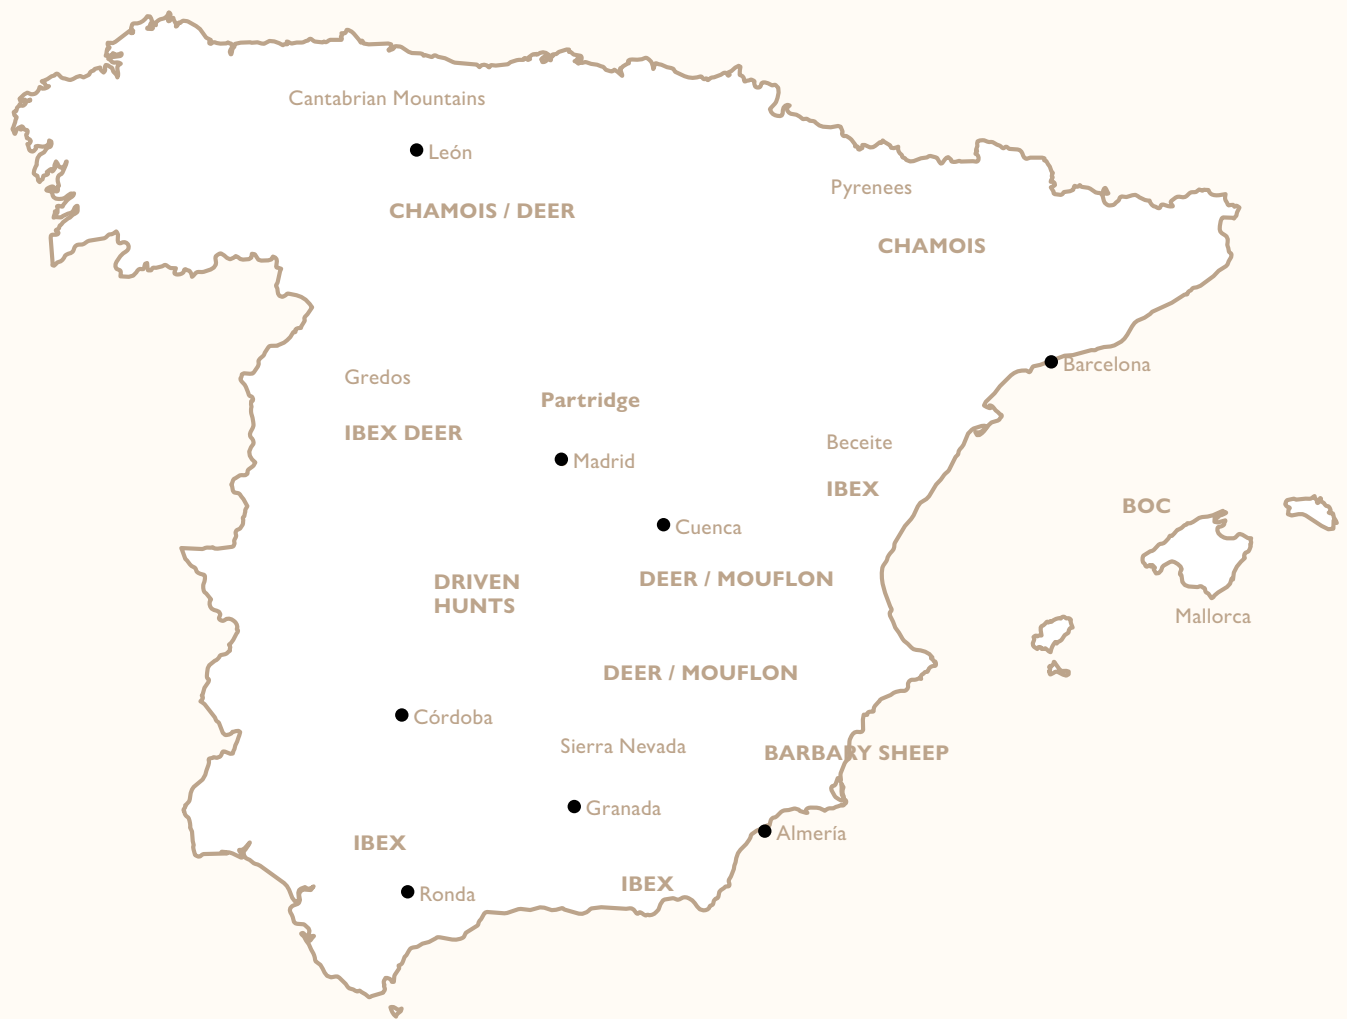 Cantabrian Mountains
León
Pyrenees
CHAMOIS / DEER
CHAMOIS
Barcelona
Gredos
Partridge
IBEX DEER
Beceite
Madrid
IBEX
BOC
Cuenca
DRIVEN
HUNTS
DEER / MOUFLON
Mallorca
DEER / MOUFLON
Córdoba
Sierra Nevada
BARBARY SHEEP
Granada
Almería
IBEX
IBEX
Ronda